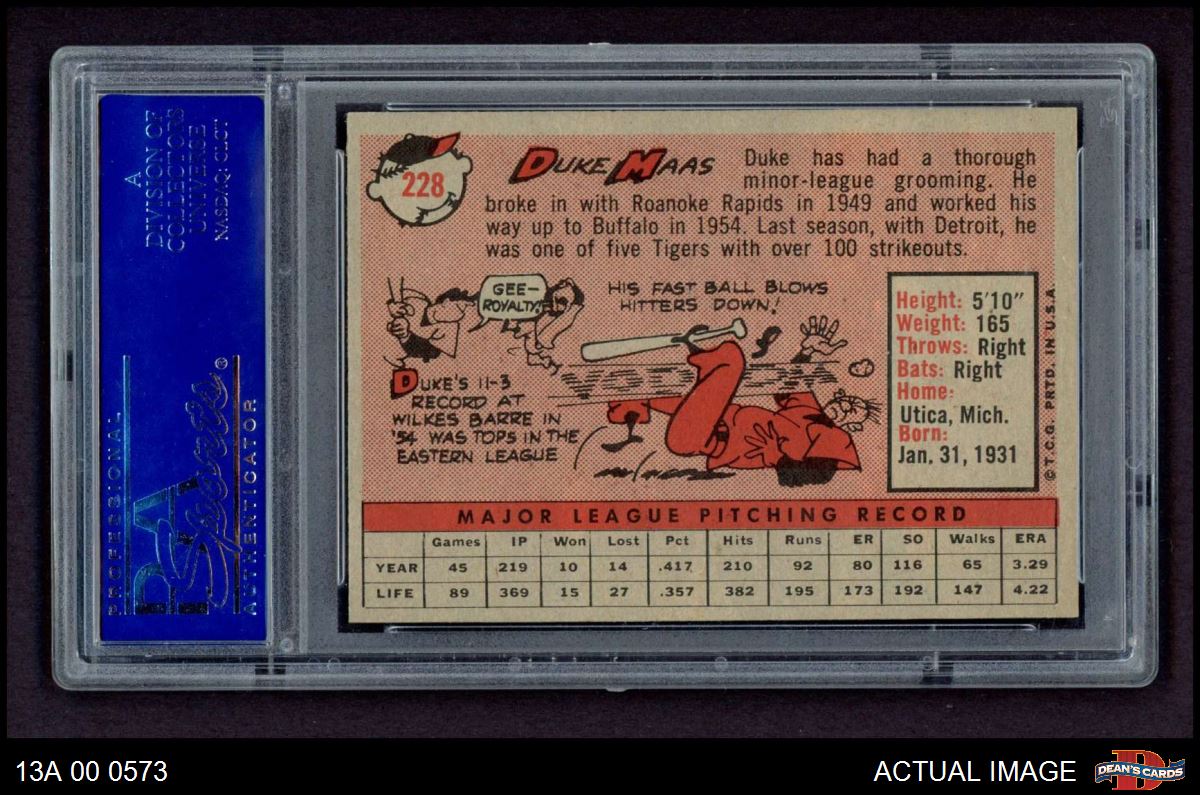 A
DIVISION OF
COLLECTORS
UNIVERSE
NASDAQ: CLCT
PROFESSIONAL
PSA
Sports®
AUTHENTICATOR
228
DUKE MAAS
Duke has had a thorough
minor-league grooming. He
broke in with Roanoke Rapids in 1949 and worked his
way up to Buffalo in 1954. Last season, with Detroit, he
was one of five Tigers with over 100 strikeouts.
GEE-
ROYALTY!
HIS FAST BALL BLOWS
HITTERS DOWN!
DUKE'S 11-3
RECORD AT
WILKES BARRE IN
'54 WAS TOPS IN THE
EASTERN LEAGUE
Height: 5'10"
Weight: 165
Throws: Right
Bats: Right
Home:
Utica, Mich.
Born:
Jan. 31, 1931
© T.C.G. PRTD. IN U.S.A.
MAJOR LEAGUE PITCHING RECORD
Games IP Won Lost Pct Hits Runs ER SO Walks ERA
YEAR 45 219 10 14 .417 210 92 80 116 65 3.29
LIFE 89 369 15 27 .357 382 195 173 192 147 4.22
13A 00 0573
ACTUAL IMAGE
D
DEAN'S CARDS